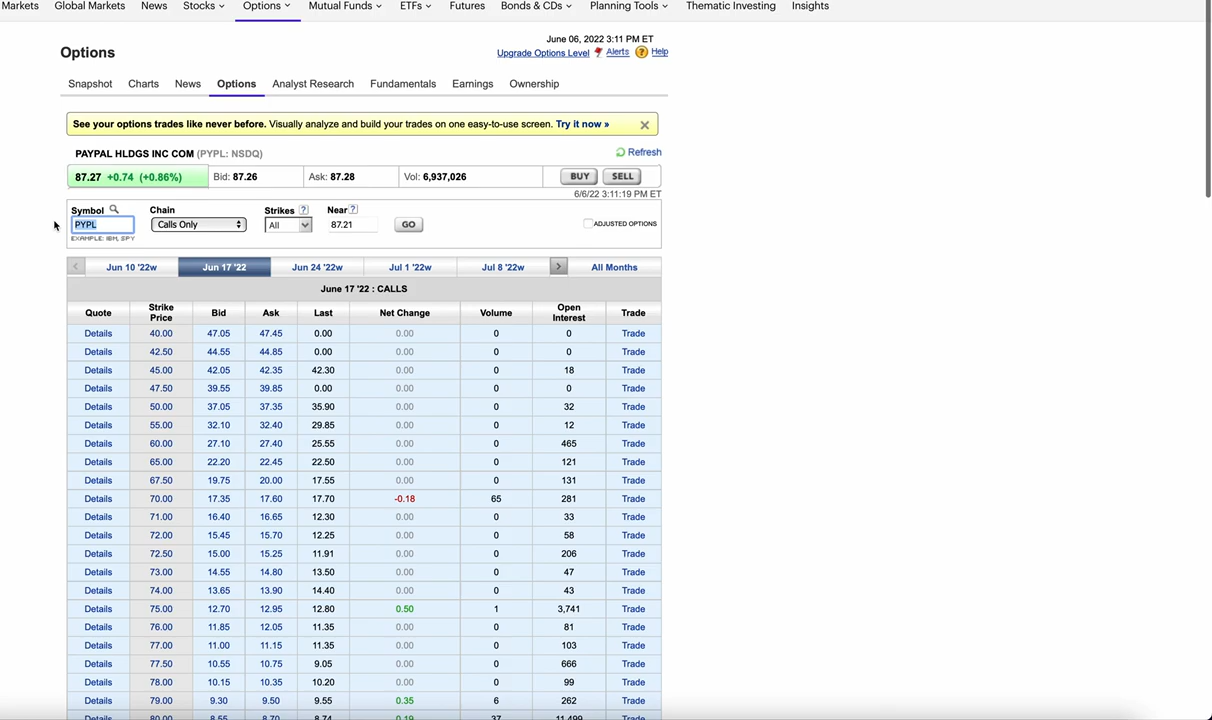 Markets Global Markets News Stocks Options Mutual Funds ETFs Futures Bonds & CDs Planning Tools Thematic Investing Insights
June 06, 2022 3:11 PM ET
Options
Upgrade Options Level Alerts ? Help
Snapshot Charts News Options Analyst Research Fundamentals Earnings Ownership
See your options trades like never before. Visually analyze and build your trades on one easy-to-use screen. Try it now »
PAYPAL HLDGS INC COM (PYPL: NSDQ) Refresh
87.27 +0.74 (+0.86%) Bid: 87.26 Ask: 87.28 Vol: 6,937,026 BUY SELL
6/6/22 3:11:19 PM ET
Symbol Chain Strikes ? Near ?
PYPL Calls Only All 87.21 GO ADJUSTED OPTIONS
EXAMPLE: IBM, SPY
Jun 10 '22w Jun 17 '22 Jun 24 '22w Jul 1 '22w Jul 8 '22w All Months
June 17 '22 : CALLS
Quote Strike Price Bid Ask Last Net Change Volume Open Interest Trade
Details 40.00 47.05 47.45 0.00 0.00 0 0 Trade
Details 42.50 44.55 44.85 0.00 0.00 0 0 Trade
Details 45.00 42.05 42.35 42.30 0.00 0 18 Trade
Details 47.50 39.55 39.85 0.00 0.00 0 0 Trade
Details 50.00 37.05 37.35 35.90 0.00 0 32 Trade
Details 55.00 32.10 32.40 29.85 0.00 0 12 Trade
Details 60.00 27.10 27.40 25.55 0.00 0 465 Trade
Details 65.00 22.20 22.45 22.50 0.00 0 121 Trade
Details 67.50 19.75 20.00 17.55 0.00 0 131 Trade
Details 70.00 17.35 17.60 17.70 -0.18 65 281 Trade
Details 71.00 16.40 16.65 12.30 0.00 0 33 Trade
Details 72.00 15.45 15.70 12.25 0.00 0 58 Trade
Details 72.50 15.00 15.25 11.91 0.00 0 206 Trade
Details 73.00 14.55 14.80 13.50 0.00 0 47 Trade
Details 74.00 13.65 13.90 14.40 0.00 0 43 Trade
Details 75.00 12.70 12.95 12.80 0.50 1 3,741 Trade
Details 76.00 11.85 12.05 11.35 0.00 0 81 Trade
Details 77.00 11.00 11.15 11.35 0.00 0 103 Trade
Details 77.50 10.55 10.75 9.05 0.00 0 666 Trade
Details 78.00 10.15 10.35 10.20 0.00 0 99 Trade
Details 79.00 9.30 9.50 9.55 0.35 6 262 Trade
Details 80.00 8.55 8.70 8.74 0.19 37 11,499 Trade